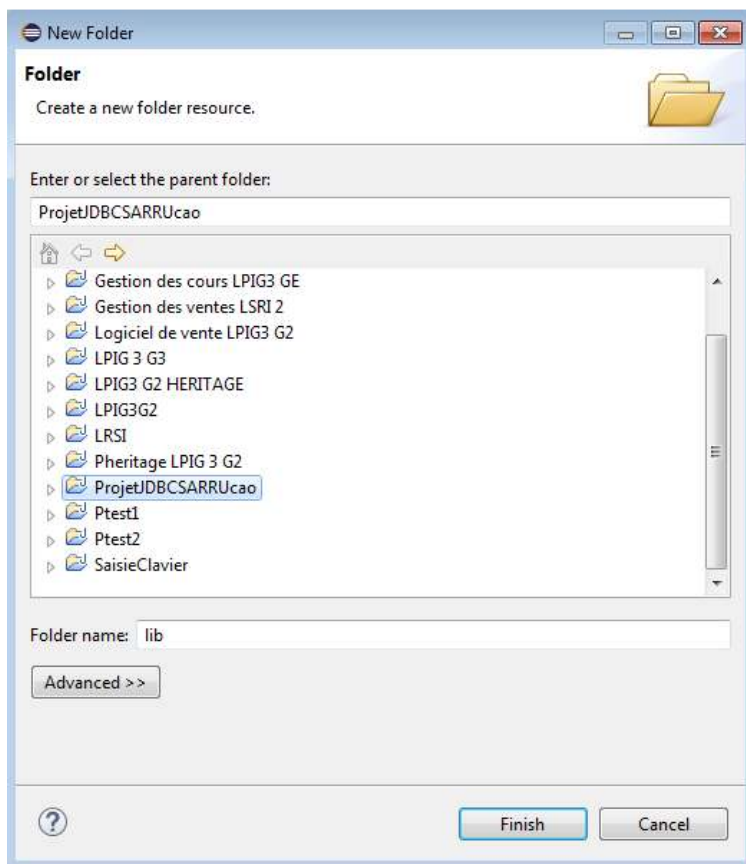 New Folder
Folder
Create a new folder resource.
Enter or select the parent folder:
ProjetJDBCSARRUcao
Gestion des cours LPIG3 GE
Gestion des ventes LSRI 2
Logiciel de vente LPIG3 G2
LPIG 3 G3
LPIG3 G2 HERITAGE
LPIG3G2
LRSI
Pheritage LPIG 3 G2
ProjetJDBCSARRUcao
Ptest1
Ptest2
SaisieClavier
Folder name: lib
Advanced >>
Finish Cancel